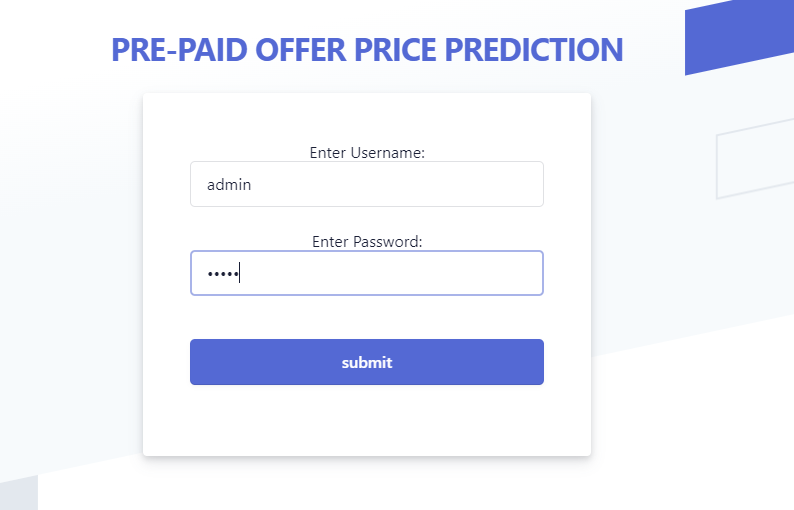 PRE-PAID OFFER PRICE PREDICTION
Enter Username:
admin
Enter Password:
•••••
submit